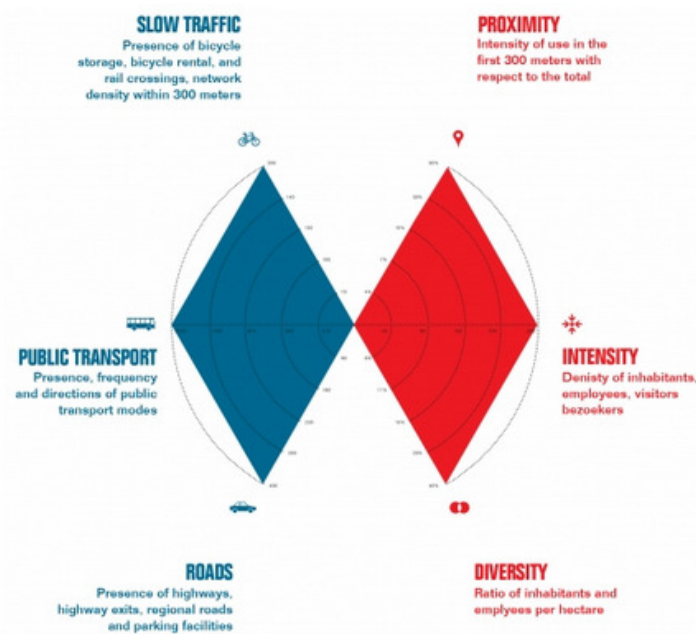 SLOW TRAFFIC
Presence of bicycle
storage, bicycle rental, and
rail crossings, network
density within 300 meters
PROXIMITY
Intensity of use in the
first 300 meters with
respect to the total
PUBLIC TRANSPORT
Presence, frequency
and directions of public
transport modes
INTENSITY
Denisty of inhabitants,
employees, visitors
bezoekers
ROADS
Presence of highways,
highway exits, regional roads
and parking facilities
DIVERSITY
Ratio of inhabitants and
emplyees per hectare